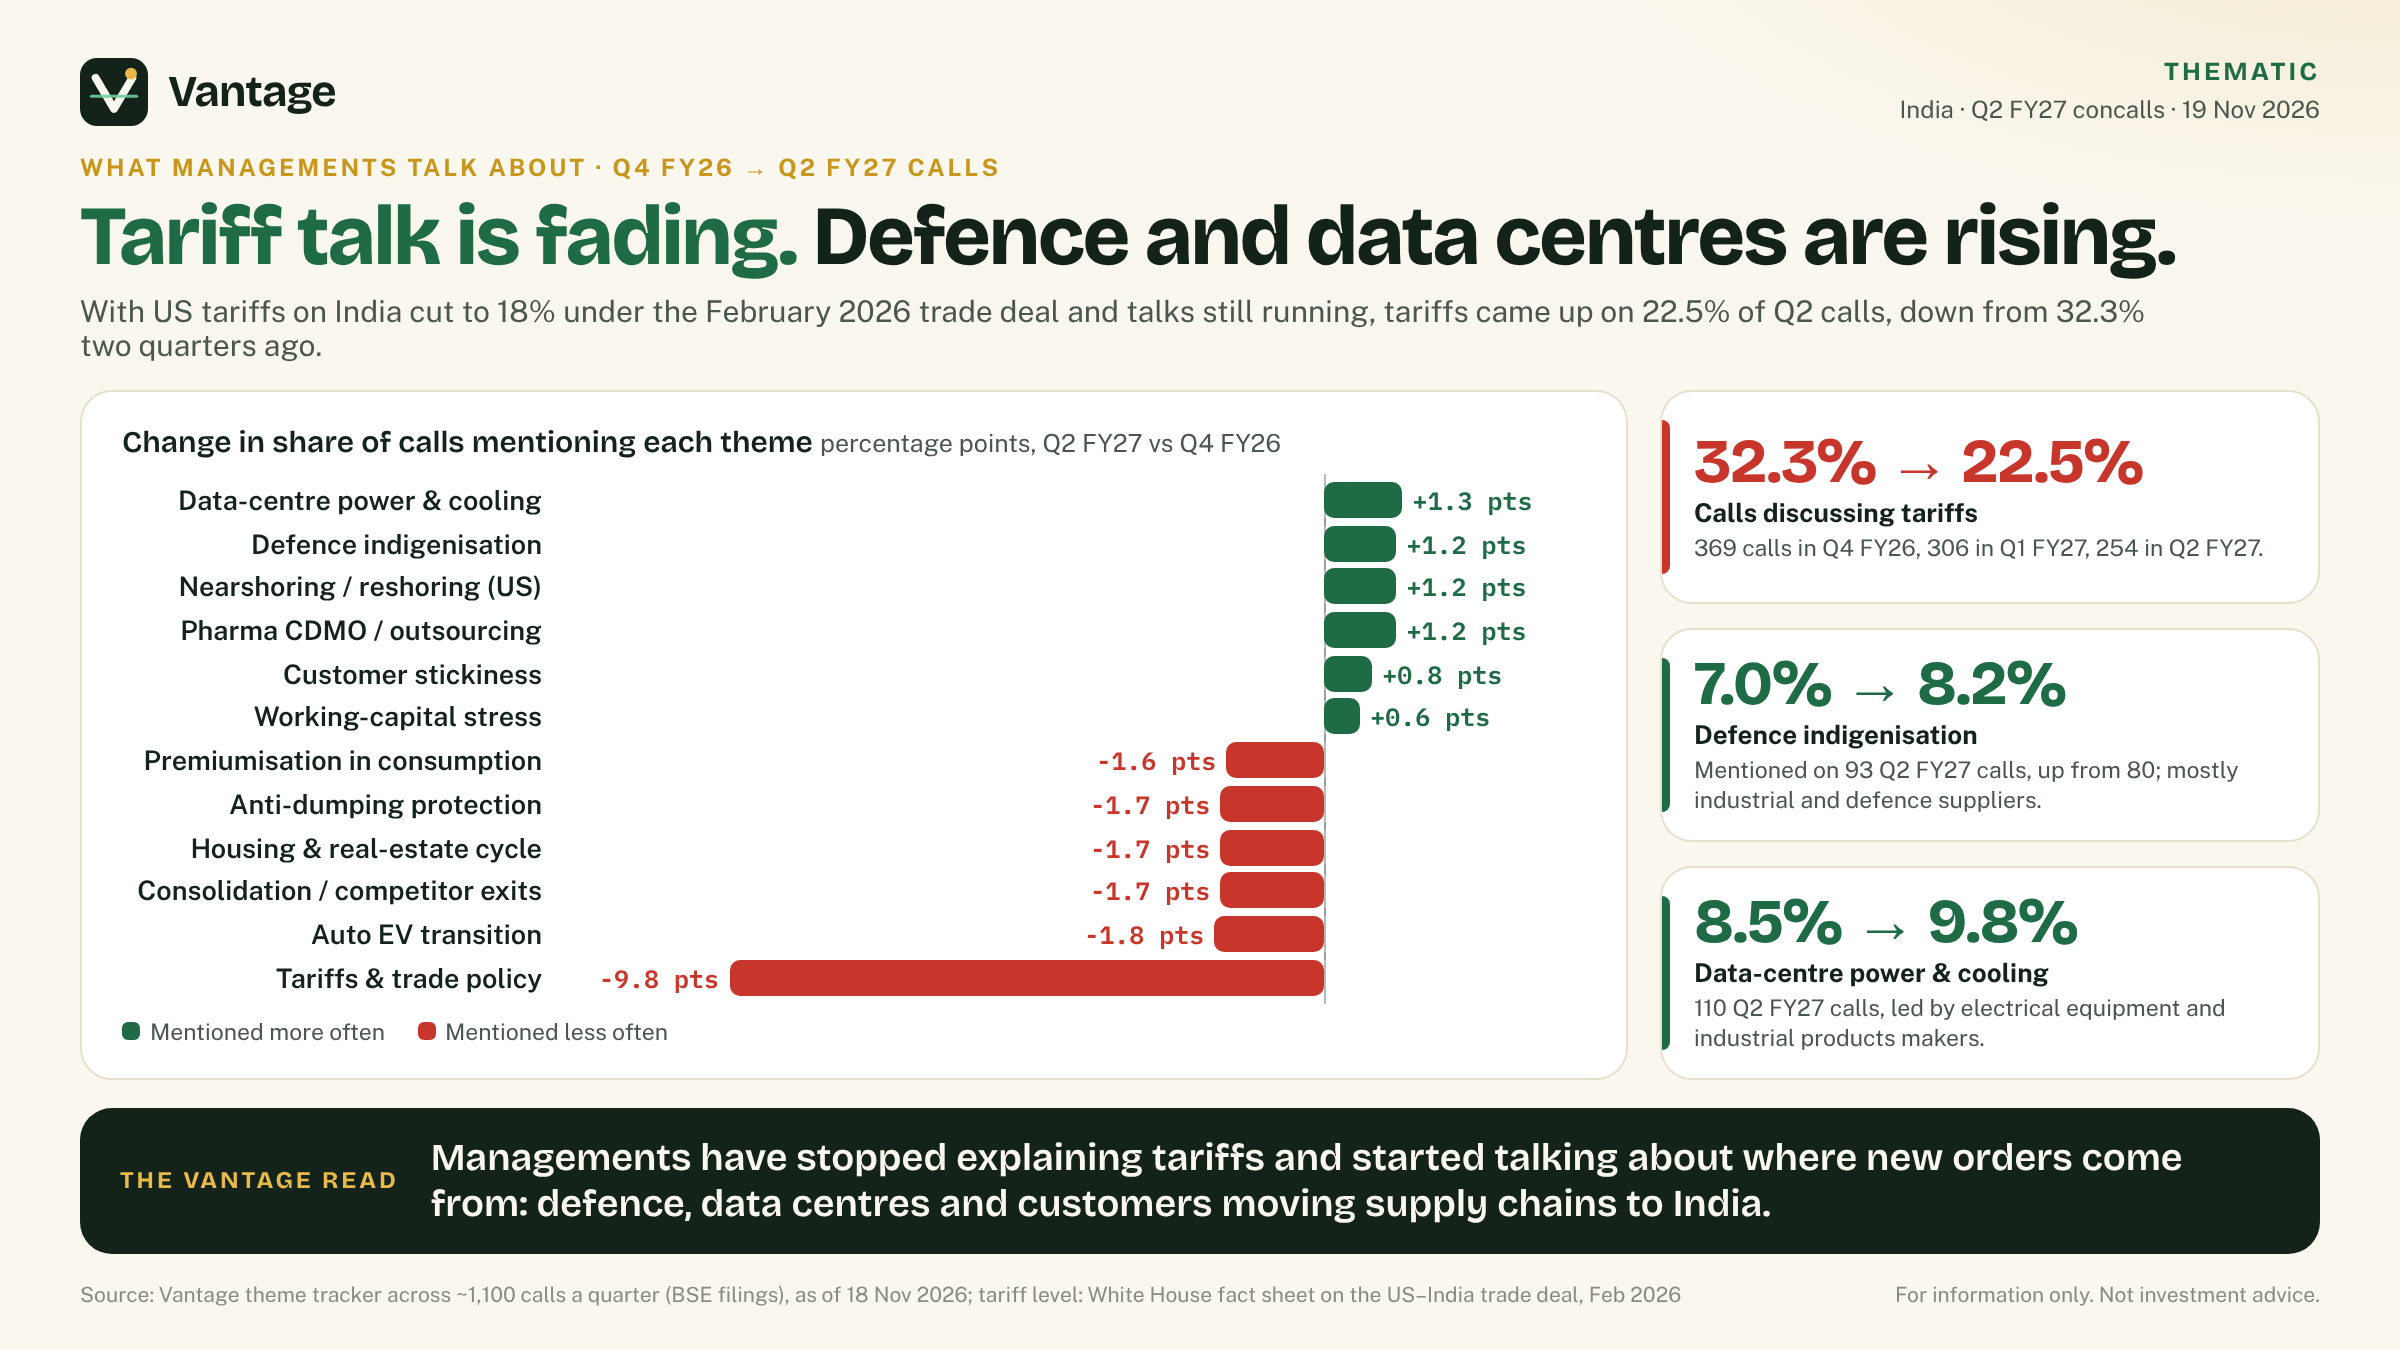 Vantage
THEMATIC
India · Q2 FY27 concalls · 19 Nov 2026
WHAT MANAGEMENTS TALK ABOUT · Q4 FY26 → Q2 FY27 CALLS
Tariff talk is fading. Defence and data centres are rising.
With US tariffs on India cut to 18% under the February 2026 trade deal and talks still running, tariffs came up on 22.5% of Q2 calls, down from 32.3%
two quarters ago.
Change in share of calls mentioning each theme percentage points, Q2 FY27 vs Q4 FY26
Data-centre power & cooling +1.3 pts
Defence indigenisation +1.2 pts
Nearshoring / reshoring (US) +1.2 pts
Pharma CDMO / outsourcing +1.2 pts
Customer stickiness +0.8 pts
Working-capital stress +0.6 pts
Premiumisation in consumption -1.6 pts
Anti-dumping protection -1.7 pts
Housing & real-estate cycle -1.7 pts
Consolidation / competitor exits -1.7 pts
Auto EV transition -1.8 pts
Tariffs & trade policy -9.8 pts
Mentioned more often Mentioned less often
32.3% → 22.5%
Calls discussing tariffs
369 calls in Q4 FY26, 306 in Q1 FY27, 254 in Q2 FY27.
7.0% → 8.2%
Defence indigenisation
Mentioned on 93 Q2 FY27 calls, up from 80; mostly
industrial and defence suppliers.
8.5% → 9.8%
Data-centre power & cooling
110 Q2 FY27 calls, led by electrical equipment and
industrial products makers.
THE VANTAGE READ
Managements have stopped explaining tariffs and started talking about where new orders come
from: defence, data centres and customers moving supply chains to India.
Source: Vantage theme tracker across ~1,100 calls a quarter (BSE filings), as of 18 Nov 2026; tariff level: White House fact sheet on the US–India trade deal, Feb 2026
For information only. Not investment advice.